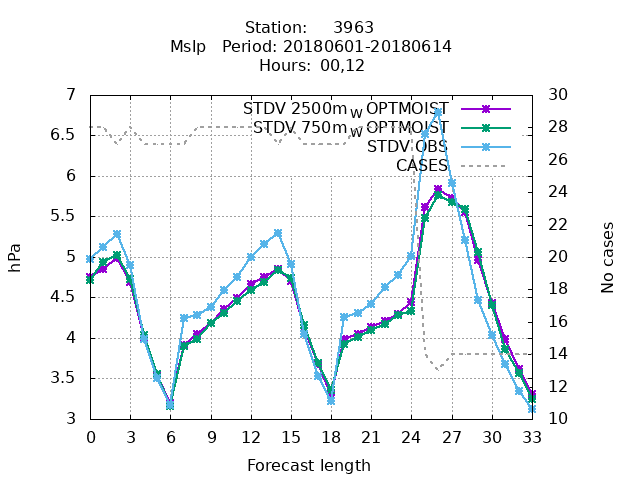 Station: 3963
Mslp Period: 20180601-20180614
Hours: 00,12
STDV 2500m_W OPTMOIST
STDV 750m_W OPTMOIST
STDV OBS
CASES
hPa
7
6.5
6
5.5
5
4.5
4
3.5
3
30
28
26
24
22
20
18
16
14
12
10
No cases
0 3 6 9 12 15 18 21 24 27 30 33
Forecast length